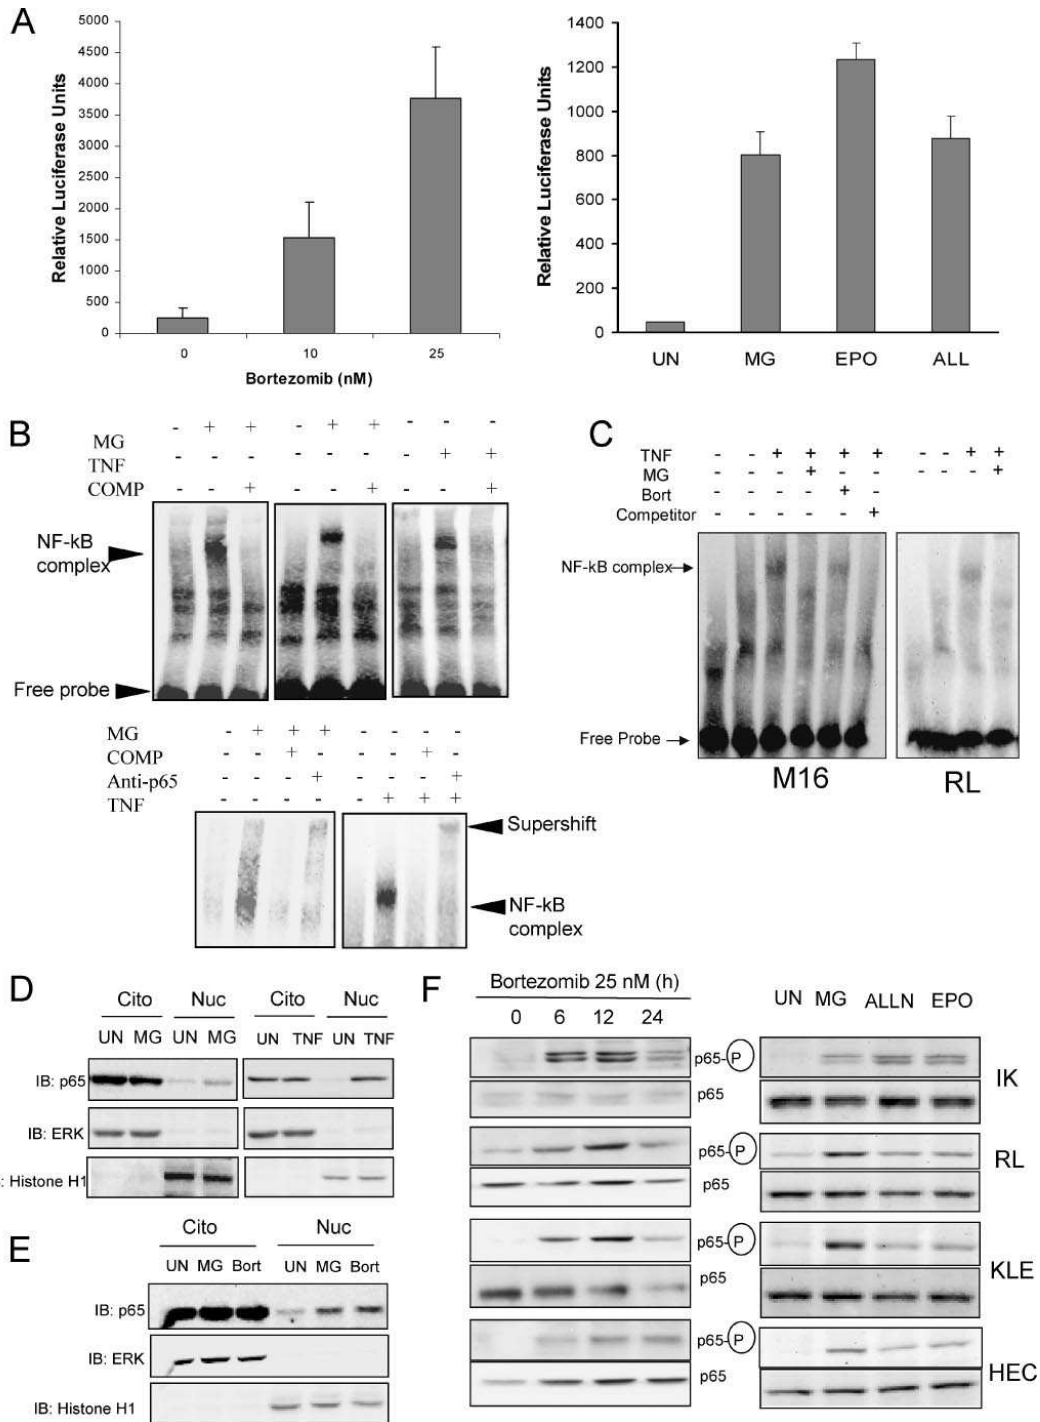 A
Relative Luciferase Units
5000
4500
4000
3500
3000
2500
2000
1500
1000
500
0
0 10 25
Bortezomib (nM)
Relative Luciferase Units
1400
1200
1000
800
600
400
200
0
UN MG EPO ALL
B
MG - + + - + + - - -
TNF - + +
COMP - - + - - + - - +
NF-kB
complex
Free probe
MG - + + + - - - -
COMP - - + - - - + -
Anti-p65 - - - + - - - +
TNF - - - - - + + +
Supershift
NF-kB
complex
C
TNF - - + + + + - - + +
MG - - - + - - - - - +
Bort - - - - + -
Competitor - - - - - +
NF-kB complex
Free Probe
M16 RL
D
Cito Nuc Cito Nuc
UN MG UN MG UN TNF UN TNF
IB: p65
IB: ERK
: Histone H1
E
Cito Nuc
UN MG Bort UN MG Bort
IB: p65
IB: ERK
IB: Histone H1
F
Bortezomib 25 nM (h)
0 6 12 24
UN MG ALLN EPO
p65-P
p65
IK
p65-P
p65
RL
p65-P
p65
KLE
p65-P
p65
HEC